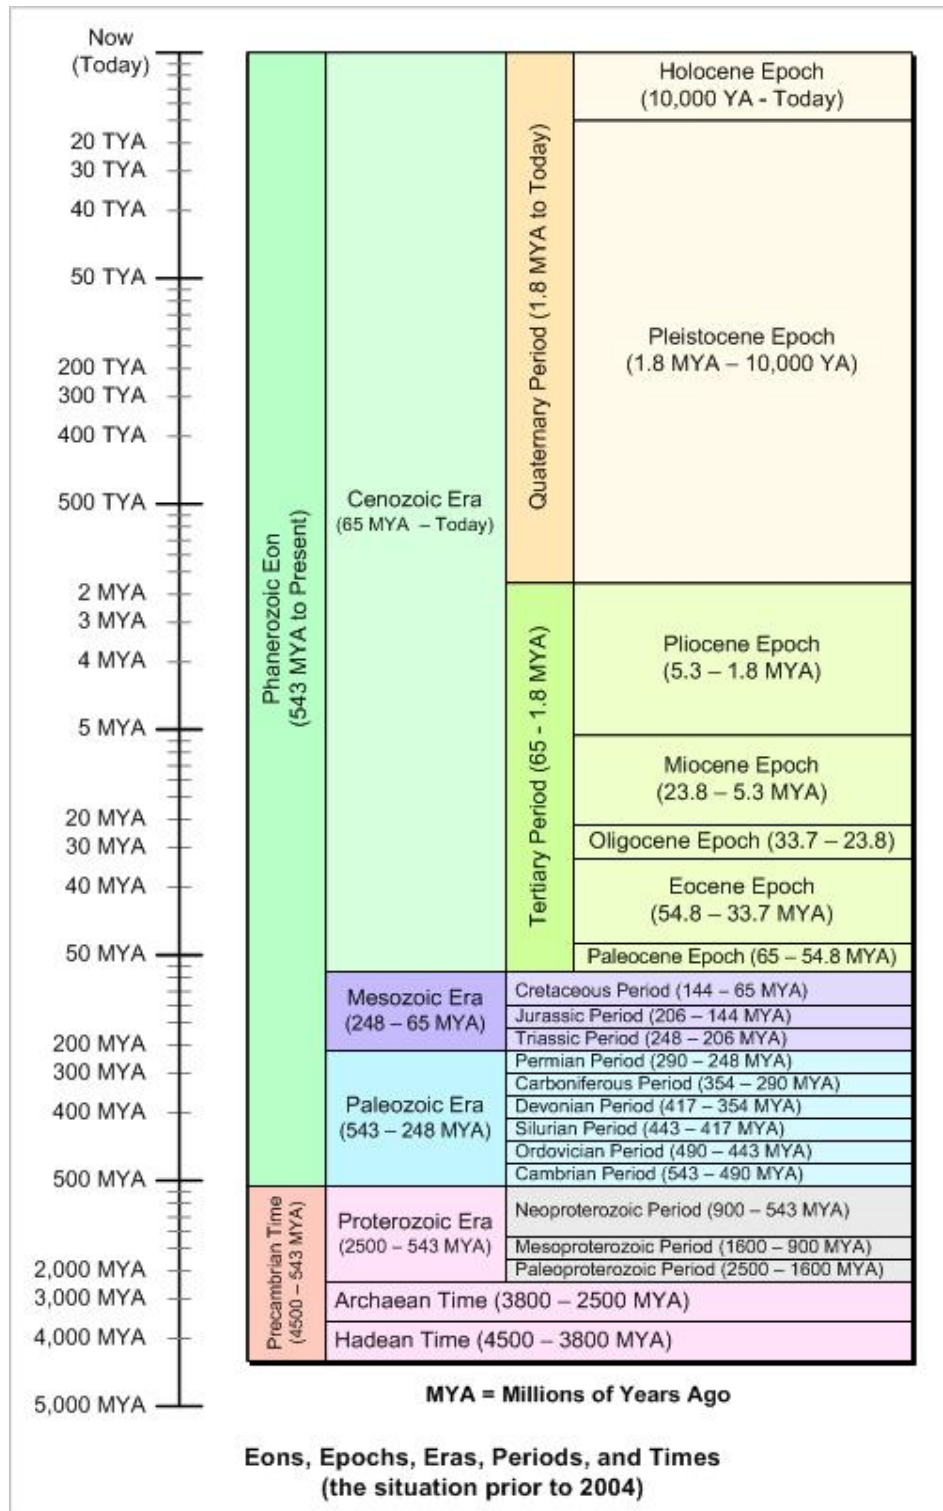 Now
(Today)
20 TYA
30 TYA
40 TYA
50 TYA
200 TYA
300 TYA
400 TYA
500 TYA
2 MYA
3 MYA
4 MYA
5 MYA
20 MYA
30 MYA
40 MYA
50 MYA
200 MYA
300 MYA
400 MYA
500 MYA
2,000 MYA
3,000 MYA
4,000 MYA
5,000 MYA
Phanerozoic Eon
(543 MYA to Present)
Precambrian Time
(4500 – 543 MYA)
Cenozoic Era
(65 MYA – Today)
Quaternary Period (1.8 MYA to Today)
Holocene Epoch
(10,000 YA - Today)
Pleistocene Epoch
(1.8 MYA – 10,000 YA)
Tertiary Period (65 - 1.8 MYA)
Pliocene Epoch
(5.3 – 1.8 MYA)
Miocene Epoch
(23.8 – 5.3 MYA)
Oligocene Epoch (33.7 – 23.8)
Eocene Epoch
(54.8 – 33.7 MYA)
Paleocene Epoch (65 – 54.8 MYA)
Mesozoic Era
(248 – 65 MYA)
Cretaceous Period (144 – 65 MYA)
Jurassic Period (206 – 144 MYA)
Triassic Period (248 – 206 MYA)
Paleozoic Era
(543 – 248 MYA)
Permian Period (290 – 248 MYA)
Carboniferous Period (354 – 290 MYA)
Devonian Period (417 – 354 MYA)
Silurian Period (443 – 417 MYA)
Ordovician Period (490 – 443 MYA)
Cambrian Period (543 – 490 MYA)
Proterozoic Era
(2500 – 543 MYA)
Neoproterozoic Period (900 – 543 MYA)
Mesoproterozoic Period (1600 – 900 MYA)
Paleoproterozoic Period (2500 – 1600 MYA)
Archaean Time (3800 – 2500 MYA)
Hadean Time (4500 – 3800 MYA)
MYA = Millions of Years Ago
Eons, Epochs, Eras, Periods, and Times
(the situation prior to 2004)